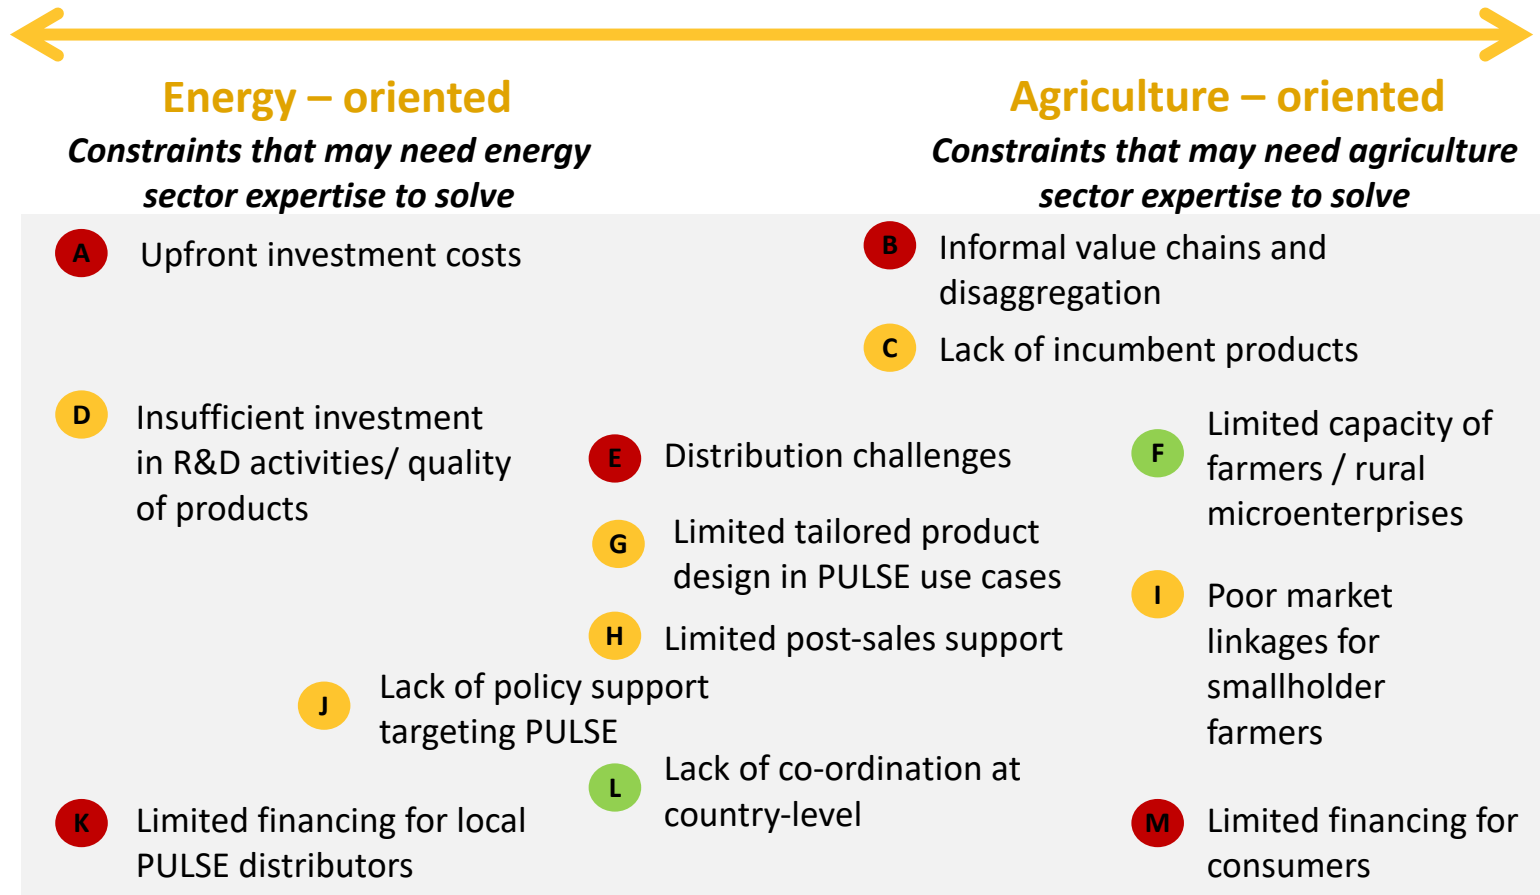 Energy – oriented
Constraints that may need energy
sector expertise to solve
Agriculture – oriented
Constraints that may need agriculture
sector expertise to solve
A Upfront investment costs
B Informal value chains and
disaggregation
C Lack of incumbent products
D Insufficient investment
in R&D activities/ quality
of products
E Distribution challenges
F Limited capacity of
farmers / rural
microenterprises
G Limited tailored product
design in PULSE use cases
H Limited post-sales support
I Poor market
linkages for
smallholder
farmers
J Lack of policy support
targeting PULSE
K Limited financing for local
PULSE distributors
L Lack of co-ordination at
country-level
M Limited financing for
consumers